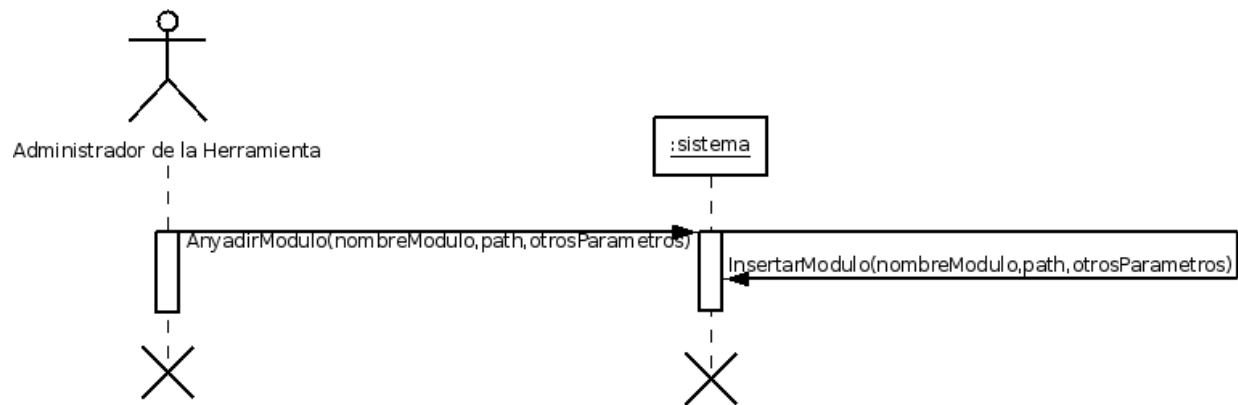 Administrador de la Herramienta
:sistema
AnyadirModulo(nombreModulo,path,otrosParametros)
InsertarModulo(nombreModulo,path,otrosParametros)